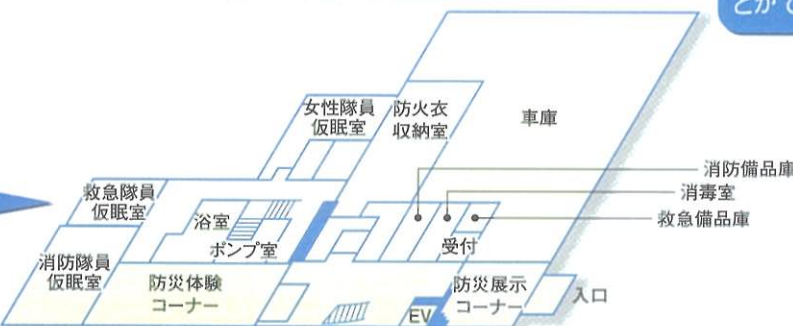 とがで
女性隊員
仮眠室
防火衣
収納室
車庫
消防備品庫
消毒室
救急備品庫
救急隊員
仮眠室
浴室
ポンプ室
受付
消防隊員
仮眠室
防災体験
コーナー
防災展示
コーナー
入口
EV